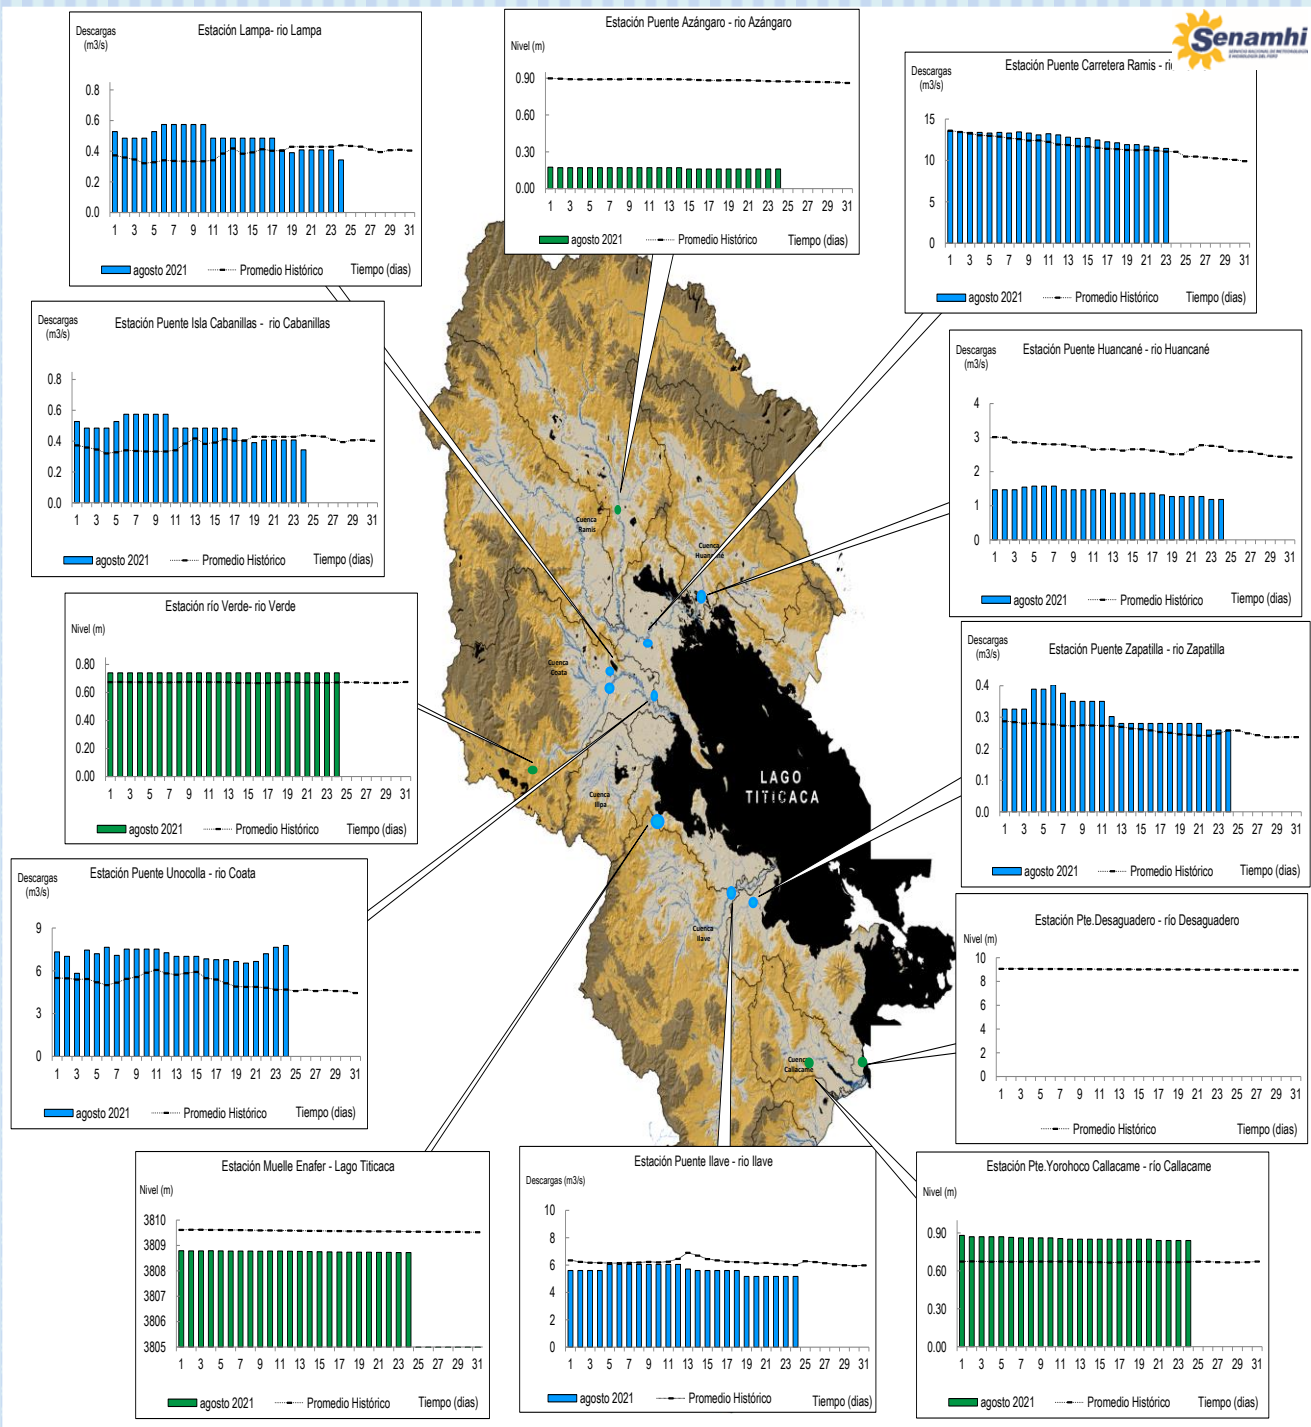 Senamhi
Descargas
(m3/s)
Estación Lampa- rio Lampa
0.8
0.6
0.4
0.2
0.0
1 3 5 7 9 11 13 15 17 19 21 23 25 27 29 31
agosto 2021 Promedio Histórico Tiempo (dias)
Estación Puente Azángaro - rio Azángaro
Nivel (m)
0.90
0.60
0.30
0.00
1 3 5 7 9 11 13 15 17 19 21 23 25 27 29 31
agosto 2021 Promedio Histórico Tiempo (dias)
Estación Puente Carretera Ramis -
Descargas
(m3/s)
15
10
5
0
1 3 5 7 9 11 13 15 17 19 21 23 25 27 29 31
agosto 2021 Promedio Histórico Tiempo (dias)
Descargas
(m3/s)
Estación Puente Isla Cabanillas - rio Cabanillas
0.8
0.6
0.4
0.2
0.0
1 3 5 7 9 11 13 15 17 19 21 23 25 27 29 31
agosto 2021 Promedio Histórico Tiempo (dias)
Descargas
(m3/s)
Estación Puente Huancané - rio Huancané
4
3
2
1
0
1 3 5 7 9 11 13 15 17 19 21 23 25 27 29 31
agosto 2021 Promedio Histórico Tiempo (dias)
Estación río Verde- rio Verde
Nivel (m)
0.80
0.60
0.40
0.20
0.00
1 3 5 7 9 11 13 15 17 19 21 23 25 27 29 31
agosto 2021 Promedio Histórico Tiempo (dias)
Descargas
(m3/s)
Estación Puente Zapatilla - rio Zapatilla
0.4
0.3
0.2
0.1
0.0
1 3 5 7 9 11 13 15 17 19 21 23 25 27 29 31
agosto 2021 Promedio Histórico Tiempo (dias)
Cuenca
Ramis
Cuenca
Huancané
Cuenca
Coata
Cuenca
Illpa
LAGO
TITICACA
Cuenca
Ilave
Cuenca
Callacame
Descargas
(m3/s)
Estación Puente Unocolla - rio Coata
9
6
3
0
1 3 5 7 9 11 13 15 17 19 21 23 25 27 29 31
agosto 2021 Promedio Histórico Tiempo (dias)
Estación Pte.Desaguadero - río Desaguadero
Nivel (m)
10
8
6
4
2
0
1 3 5 7 9 11 13 15 17 19 21 23 25 27 29 31
Promedio Histórico Tiempo (dias)
Estación Muelle Enafer - Lago Titicaca
Nivel (m)
3810
3809
3808
3807
3806
3805
1 3 5 7 9 11 13 15 17 19 21 23 25 27 29 31
agosto 2021 Promedio Histórico Tiempo (dias)
Estación Puente Ilave - rio Ilave
Descargas (m3/s)
10
8
6
4
2
0
1 3 5 7 9 11 13 15 17 19 21 23 25 27 29 31
agosto 2021 Promedio Histórico Tiempo (dias)
Estación Pte.Yorohoco Callacame - río Callacame
Nivel (m)
0.90
0.60
0.30
0.00
1 3 5 7 9 11 13 15 17 19 21 23 25 27 29 31
agosto 2021 Promedio Histórico Tiempo (dias)